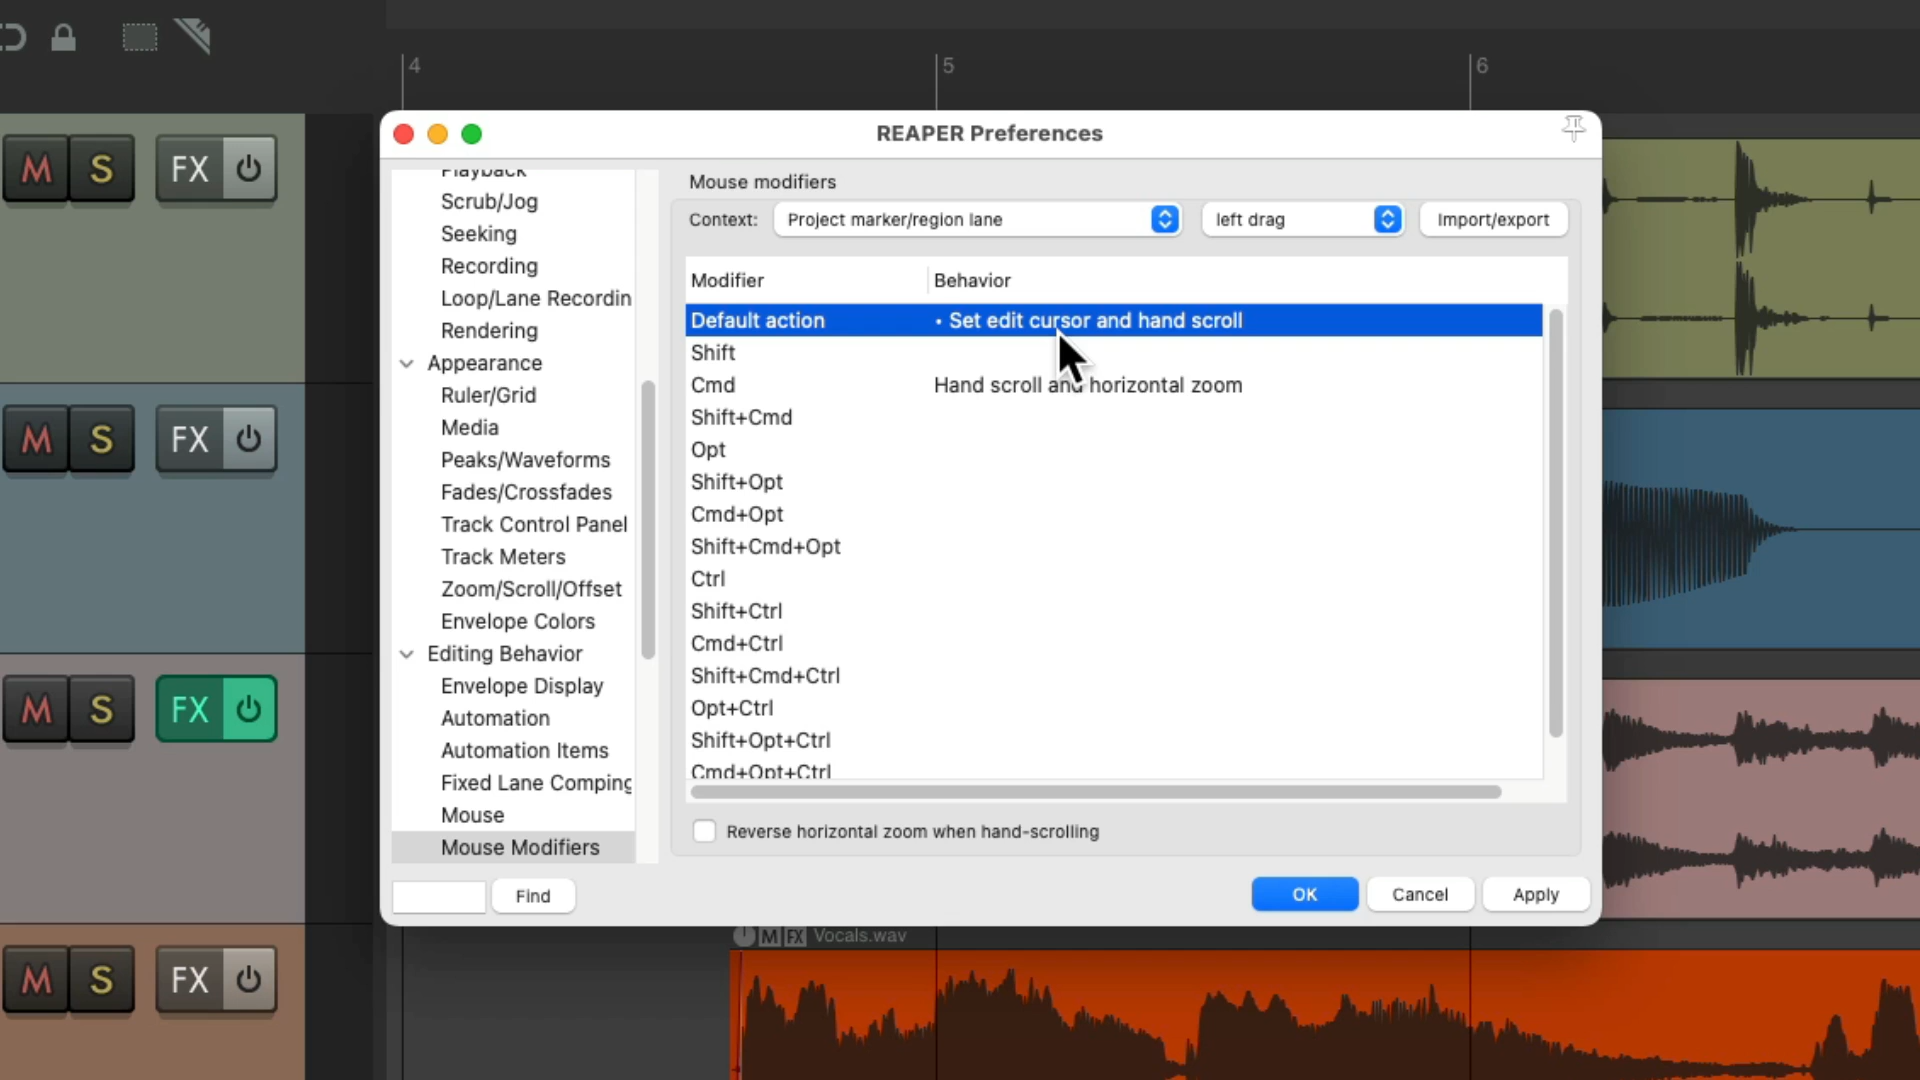 4
5
6
REAPER Preferences
Playback
Scrub/Jog
Seeking
Recording
Loop/Lane Recordin
Rendering
Appearance
Ruler/Grid
Media
Peaks/Waveforms
Fades/Crossfades
Track Control Panel
Track Meters
Zoom/Scroll/Offset
Envelope Colors
Editing Behavior
Envelope Display
Automation
Automation Items
Fixed Lane Comping
Mouse
Mouse Modifiers
Find
Mouse modifiers
Context: Project marker/region lane left drag Import/export
Modifier Behavior
Default action • Set edit cursor and hand scroll
Shift
Cmd Hand scroll and horizontal zoom
Shift+Cmd
Opt
Shift+Opt
Cmd+Opt
Shift+Cmd+Opt
Ctrl
Shift+Ctrl
Cmd+Ctrl
Shift+Cmd+Ctrl
Opt+Ctrl
Shift+Opt+Ctrl
Cmd+Opt+Ctrl
Reverse horizontal zoom when hand-scrolling
OK Cancel Apply
M S FX
M S FX
M S FX
M S FX
M FX Vocals.wav